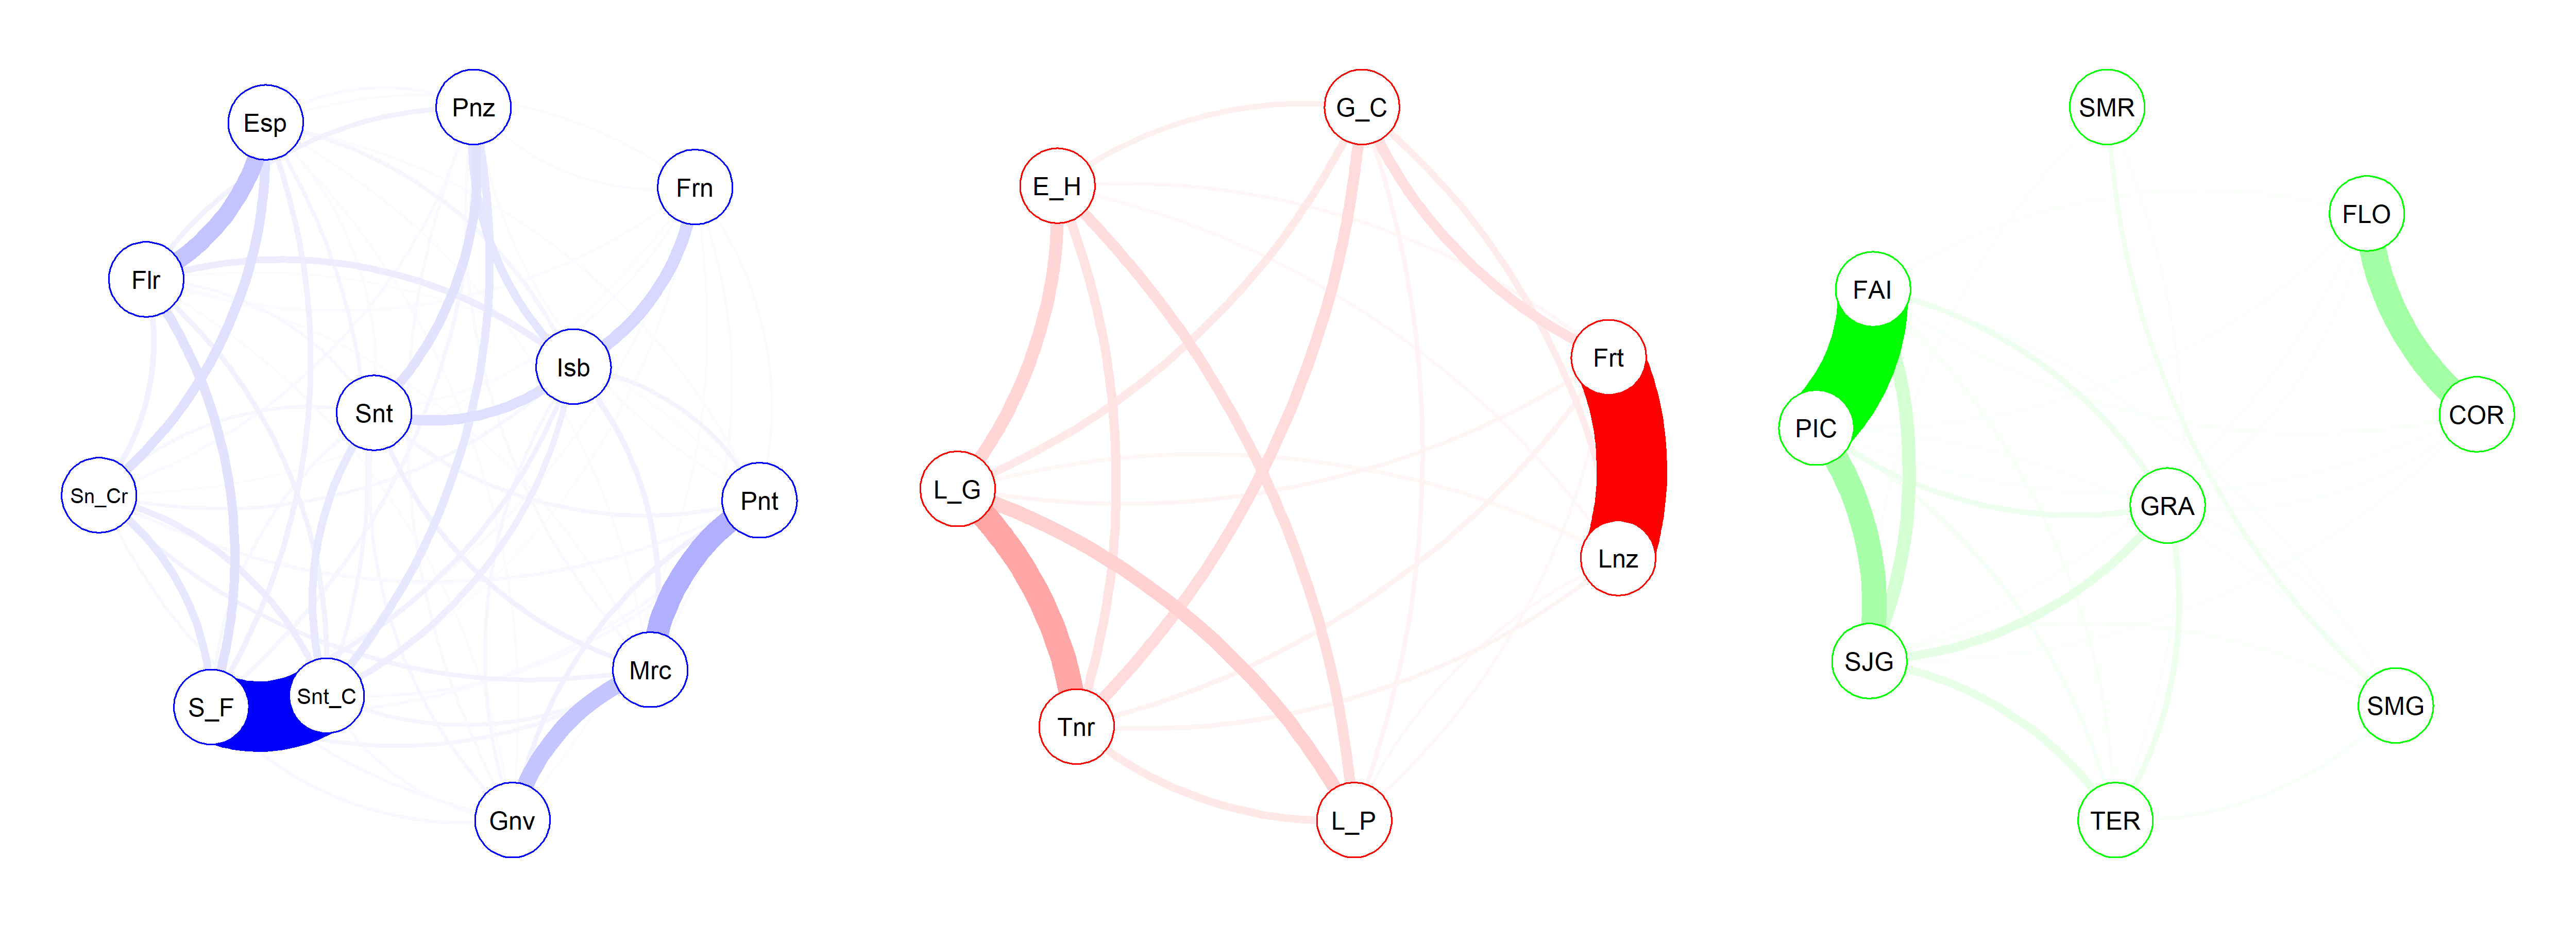 Esp
Pnz
Frn
Flr
Isb
Snt
Sn_Cr
Pnt
Mrc
S_F
Snt_C
Gnv
G_C
E_H
Frt
L_G
Lnz
Tnr
L_P
SMR
FLO
FAI
COR
PIC
GRA
SJG
SMG
TER